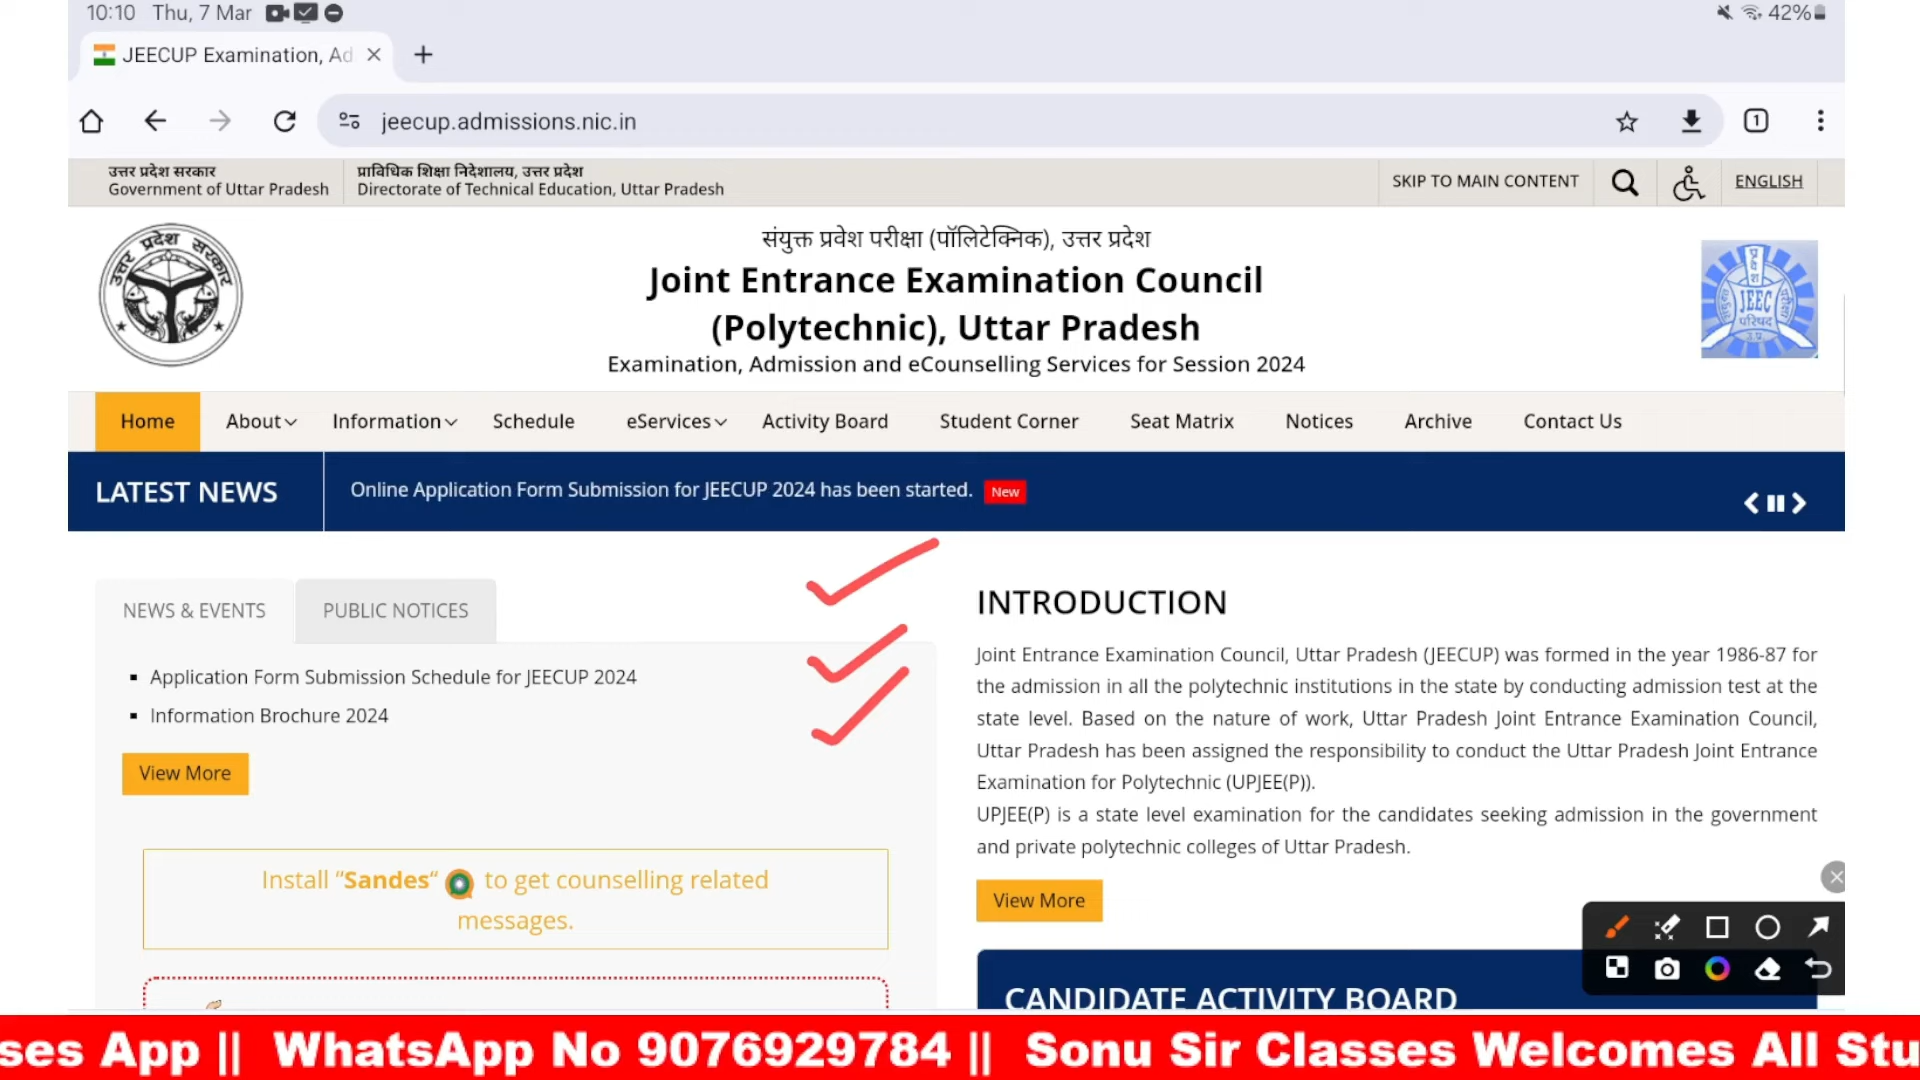 10:10 Thu, 7 Mar
42%
JEECUP Examination, Ad
jeecup.admissions.nic.in
1
उत्तर प्रदेश सरकार
Government of Uttar Pradesh
प्राविधिक शिक्षा निदेशालय, उत्तर प्रदेश
Directorate of Technical Education, Uttar Pradesh
SKIP TO MAIN CONTENT
ENGLISH
उत्तर प्रदेश सरकार
संयुक्त प्रवेश परीक्षा (पॉलिटेक्निक), उत्तर प्रदेश
Joint Entrance Examination Council
(Polytechnic), Uttar Pradesh
Examination, Admission and eCounselling Services for Session 2024
JEEC
परिषद
Home About Information Schedule eServices Activity Board Student Corner Seat Matrix Notices Archive Contact Us
LATEST NEWS
Online Application Form Submission for JEECUP 2024 has been started. New
NEWS & EVENTS
PUBLIC NOTICES
Application Form Submission Schedule for JEECUP 2024
Information Brochure 2024
View More
Install “Sandes“ to get counselling related
messages.
INTRODUCTION
Joint Entrance Examination Council, Uttar Pradesh (JEECUP) was formed in the year 1986-87 for
the admission in all the polytechnic institutions in the state by conducting admission test at the
state level. Based on the nature of work, Uttar Pradesh Joint Entrance Examination Council,
Uttar Pradesh has been assigned the responsibility to conduct the Uttar Pradesh Joint Entrance
Examination for Polytechnic (UPJEE(P)).
UPJEE(P) is a state level examination for the candidates seeking admission in the government
and private polytechnic colleges of Uttar Pradesh.
View More
CANDIDATE ACTIVITY BOARD
ses App || WhatsApp No 9076929784 || Sonu Sir Classes Welcomes All Stu